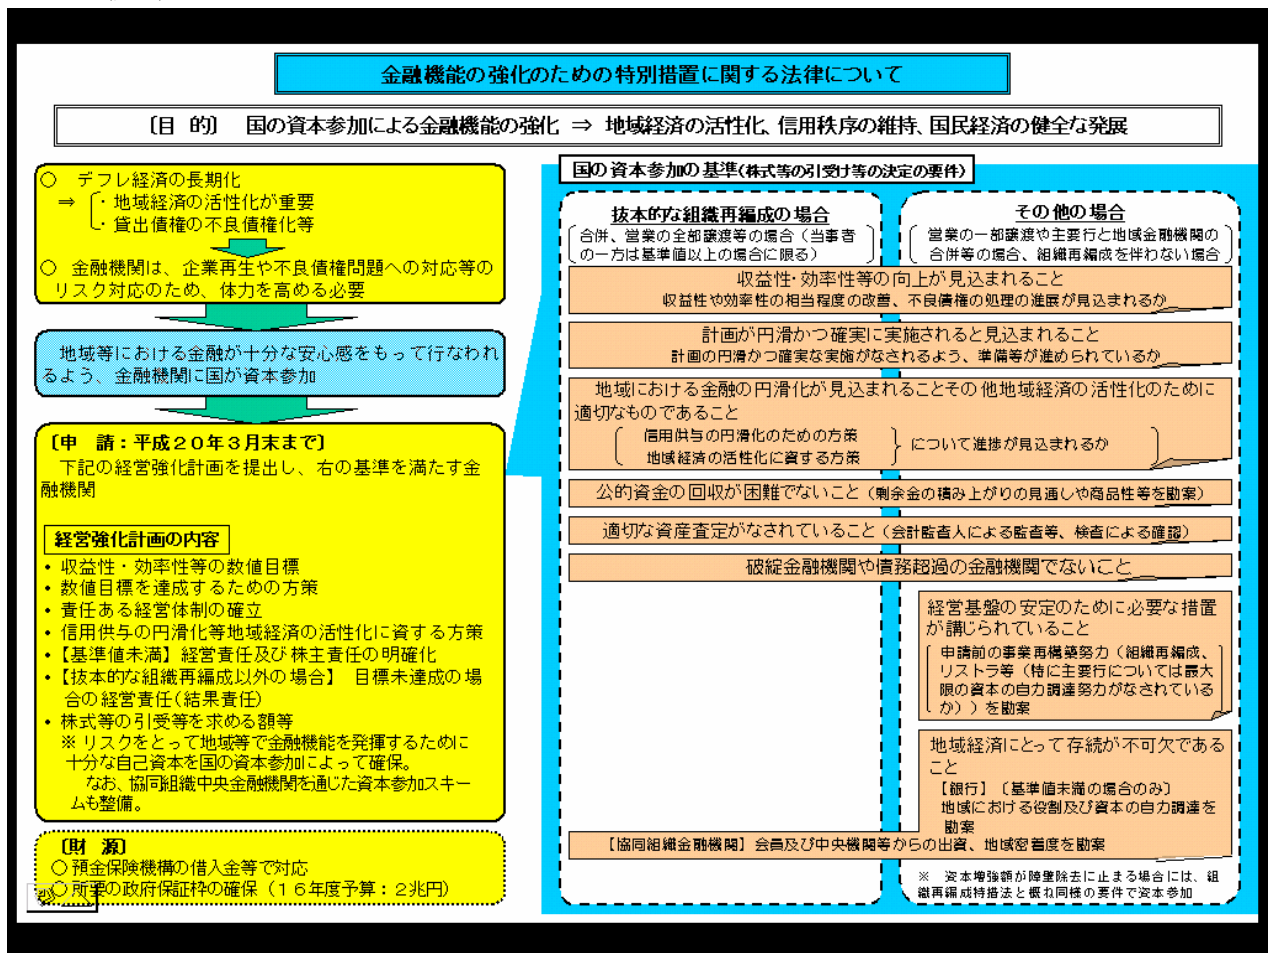 金融機能の強化のための特別措置に関する法律について
〔目 的〕 国の資本参加による金融機能の強化 ⇒ 地域経済の活性化、信用秩序の維持、国民経済の健全な発展
○ デフレ経済の長期化
⇒ ・地域経済の活性化が重要
・貸出債権の不良債権化等
○ 金融機関は、企業再生や不良債権問題への対応等の
リスク対応のため、体力を高める必要
地域等における金融が十分な安心感をもって行なわれ
るよう、金融機関に国が資本参加
〔申 請：平成２０年３月末まで〕
下記の経営強化計画を提出し、右の基準を満たす金
融機関
経営強化計画の内容
• 収益性・効率性等の数値目標
• 数値目標を達成するための方策
• 責任ある経営体制の確立
• 信用供与の円滑化等地域経済の活性化に資する方策
• 【基準値未満】経営責任及び株主責任の明確化
• 【抜本的な組織再編成以外の場合】 目標未達成の場
合の経営責任（結果責任）
• 株式等の引受等を求める額等
※ リスクをとって地域等で金融機能を発揮するために
十分な自己資本を国の資本参加によって確保。
なお、協同組織中央金融機関を通じた資本参加スキー
ムも整備。
〔財 源〕
○預金保険機構の借入金等で対応
○所要の政府保証枠の確保（１６年度予算：２兆円）
国の資本参加の基準（株式等の引受け等の決定の要件）
抜本的な組織再編成の場合
合併、営業の全部譲渡等の場合（当事者
の一方は基準値以上の場合に限る）
その他の場合
営業の一部譲渡や主要行と地域金融機関の
合併等の場合、組織再編成を伴わない場合
収益性・効率性等の向上が見込まれること
収益性や効率性の相当程度の改善、不良債権の処理の進展が見込まれるか
計画が円滑かつ確実に実施されると見込まれること
計画の円滑かつ確実な実施がなされるよう、準備等が進められているか
地域における金融の円滑化が見込まれることその他地域経済の活性化のために
適切なものであること
信用供与の円滑化のための方策
地域経済の活性化に資する方策
について進捗が見込まれるか
公的資金の回収が困難でないこと（剰余金の積み上がりの見通しや商品性等を勘案）
適切な資産査定がなされていること（会計監査人による監査等、検査による確認）
破綻金融機関や債務超過の金融機関でないこと
経営基盤の安定のために必要な措置
が講じられていること
申請前の事業再構築努力（組織再編成、
リストラ等（特に主要行については最大
限の資本の自力調達努力がなされている
か））を勘案
地域経済にとって存続が不可欠である
こと
【銀行】〔基準値未満の場合のみ〕
地域における役割及び資本の自力調達を
勘案
【協同組織金融機関】会員及び中央機関等からの出資、地域密着度を勘案
※ 資本増強額が障壁除去に止まる場合には、組
織再編成特措法と概ね同様の要件で資本参加